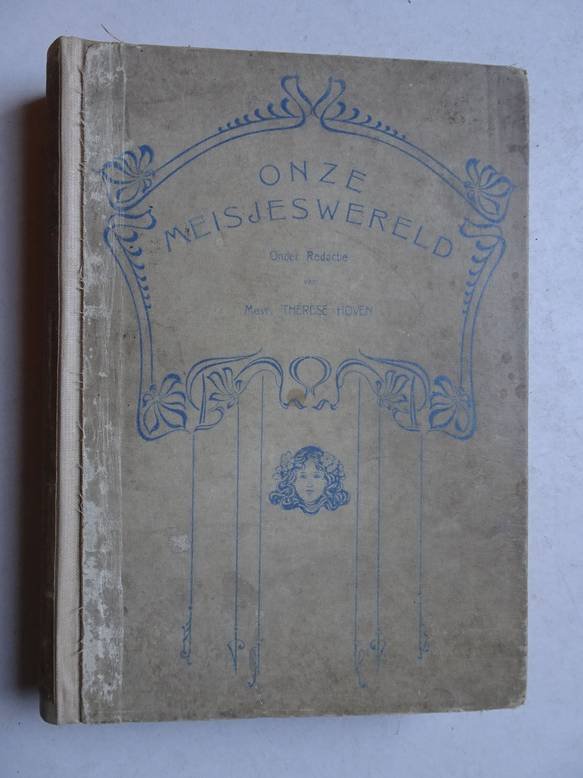 ONZE
MEISJESWERELD
Onder Redactie
van
Mevr. THÉRÈSE HOVEN